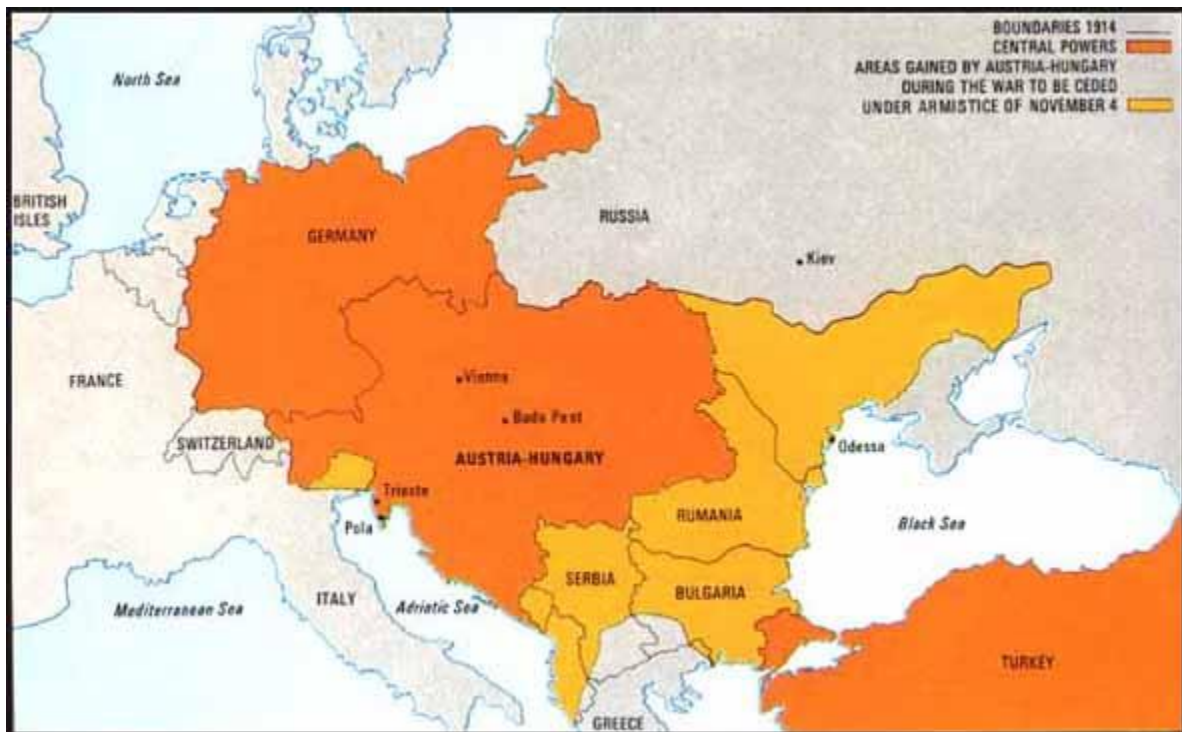 BOUNDARIES 1914
CENTRAL POWERS
AREAS GAINED BY AUSTRIA-HUNGARY
DURING THE WAR TO BE CEDED
UNDER ARMISTICE OF NOVEMBER 4
North Sea
BRITISH
ISLES
RUSSIA
GERMANY
Kiev
FRANCE
Vienna
Buda Pest
SWITZERLAND
AUSTRIA-HUNGARY
Odessa
Trieste
Pola
RUMANIA
Black Sea
SERBIA
BULGARIA
ITALY
Mediterranean Sea
Adriatic Sea
TURKEY
GREECE